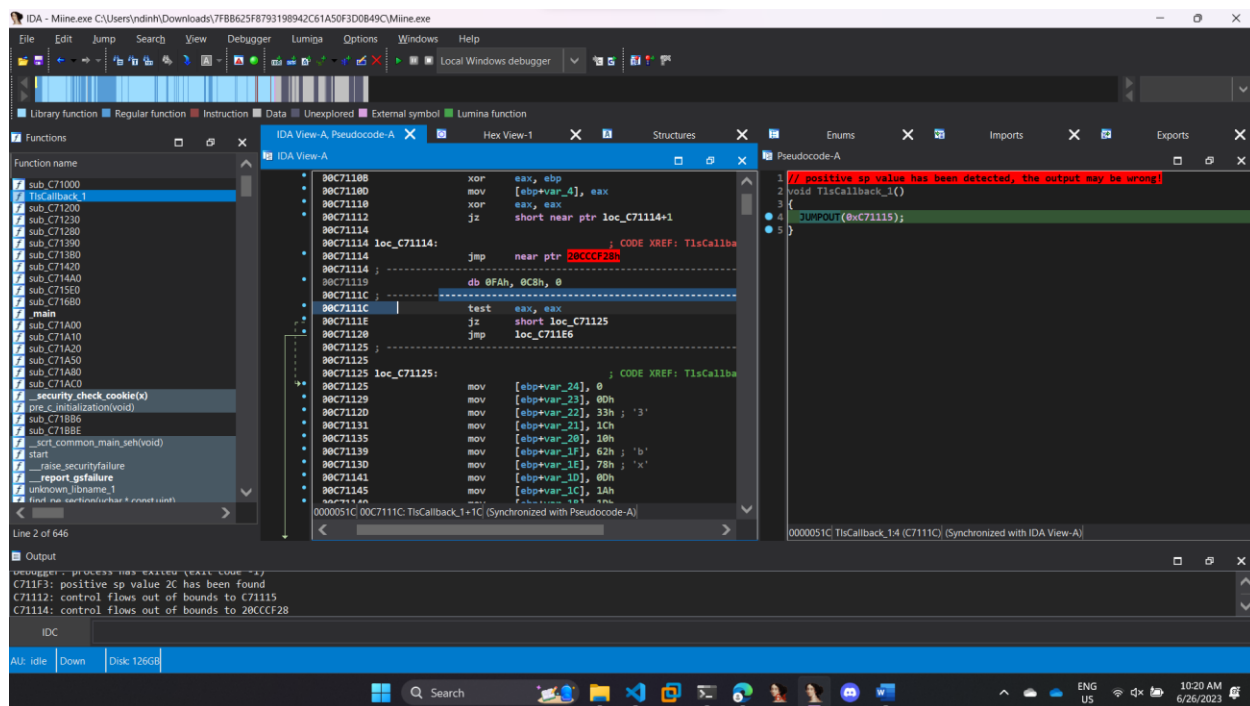 IDA - Miine.exe C:\Users\ndinh\Downloads\7FBB625F8793198942C61A50F3D0B49C\Miine.exe
File Edit Jump Search View Debugger Lumina Options Windows Help
Local Windows debugger
Library function Regular function Instruction Data Unexplored External symbol Lumina function
Functions
IDA View-A, Pseudocode-A Hex View-1 Structures Enums Imports Exports
Function name
sub_C71000
TlsCallback_1
sub_C71200
sub_C71230
sub_C71280
sub_C71390
sub_C713B0
sub_C71420
sub_C714A0
sub_C715E0
sub_C716B0
_main
sub_C71A00
sub_C71A10
sub_C71A20
sub_C71A50
sub_C71A80
sub_C71AC0
__security_check_cookie(x)
pre_c_initialization(void)
sub_C71BB6
sub_C71BBE
__scrt_common_main_seh(void)
start
___raise_securityfailure
___report_gsfailure
unknown_libname_1
find_pe_section(uchar * const,uint)
Line 2 of 646
IDA View-A
00C7110B xor eax, ebp
00C7110D mov [ebp+var_4], eax
00C71110 xor eax, eax
00C71112 jz short near ptr loc_C71114+1
00C71114
00C71114 loc_C71114: ; CODE XREF: TlsCallba
00C71114 jmp near ptr 20CCCF28h
00C71114 ; ---------------------------------------------------
00C71119 db 0FAh, 0C8h, 0
00C7111C ; ---------------------------------------------------
00C7111C test eax, eax
00C7111E jz short loc_C71125
00C71120 jmp loc_C711E6
00C71125 ; ---------------------------------------------------
00C71125
00C71125 loc_C71125: ; CODE XREF: TlsCallba
00C71125 mov [ebp+var_24], 0
00C71129 mov [ebp+var_23], 0Dh
00C7112D mov [ebp+var_22], 33h ; '3'
00C71131 mov [ebp+var_21], 1Ch
00C71135 mov [ebp+var_20], 10h
00C71139 mov [ebp+var_1F], 62h ; 'b'
00C7113D mov [ebp+var_1E], 78h ; 'x'
00C71141 mov [ebp+var_1D], 0Dh
00C71145 mov [ebp+var_1C], 1Ah
0000051C 00C7111C: TlsCallback_1+1C (Synchronized with Pseudocode-A)
Pseudocode-A
1 // positive sp value has been detected, the output may be wrong!
2 void TlsCallback_1()
3 {
4 JUMPOUT(0xC71115);
5 }
0000051C TlsCallback_1:4 (C7111C) (Synchronized with IDA View-A)
Output
Debugger: process has exited (exit code -1)
C711F3: positive sp value 2C has been found
C71112: control flows out of bounds to C71115
C71114: control flows out of bounds to 20CCCF28
IDC
AU: idle Down Disk: 126GB
Search
ENG
US
10:20 AM
6/26/2023